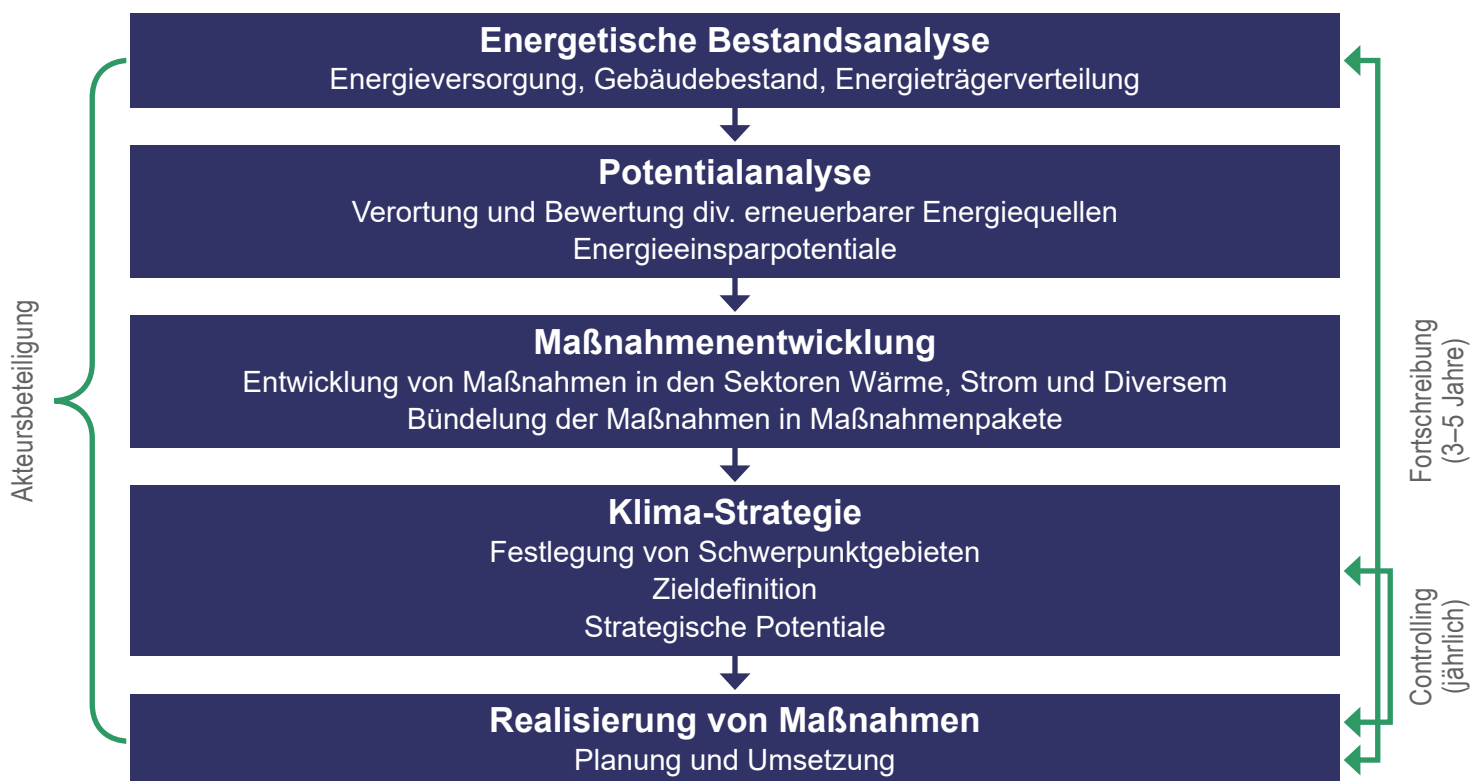 Energetische Bestandsanalyse
Energieversorgung, Gebäudebestand, Energieträgerverteilung
Potentialanalyse
Verortung und Bewertung div. erneuerbarer Energiequellen
Energieeinsparpotentiale
Maßnahmenentwicklung
Entwicklung von Maßnahmen in den Sektoren Wärme, Strom und Diversem
Bündelung der Maßnahmen in Maßnahmenpakete
Klima-Strategie
Festlegung von Schwerpunktgebieten
Zieldefinition
Strategische Potentiale
Realisierung von Maßnahmen
Planung und Umsetzung
Akteursbeteiligung
Fortschreibung
(3–5 Jahre)
Controlling
(jährlich)